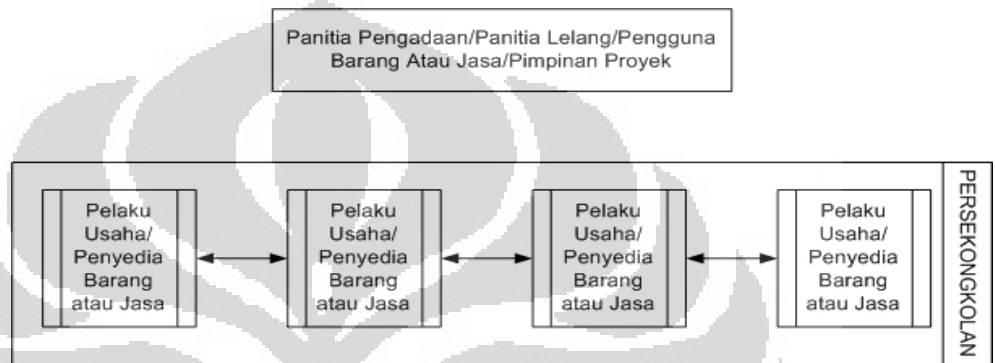 Panitia Pengadaan/Panitia Lelang/Pengguna
Barang Atau Jasa/Pimpinan Proyek
Pelaku
Usaha/
Penyedia
Barang
atau Jasa
Pelaku
Usaha/
Penyedia
Barang
atau Jasa
Pelaku
Usaha/
Penyedia
Barang
atau Jasa
Pelaku
Usaha/
Penyedia
Barang
atau Jasa
PERSEKONGKOLAN